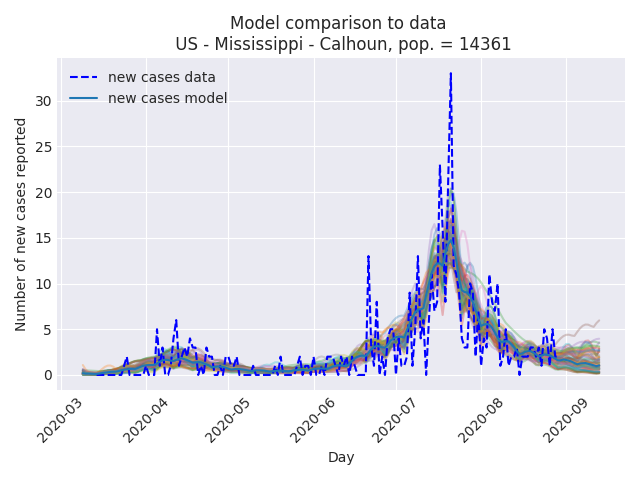 Model comparison to data
US - Mississippi - Calhoun, pop. = 14361
new cases data
new cases model
Number of new cases reported
30
25
20
15
10
5
0
2020-03
2020-04
2020-05
2020-06
2020-07
2020-08
2020-09
Day